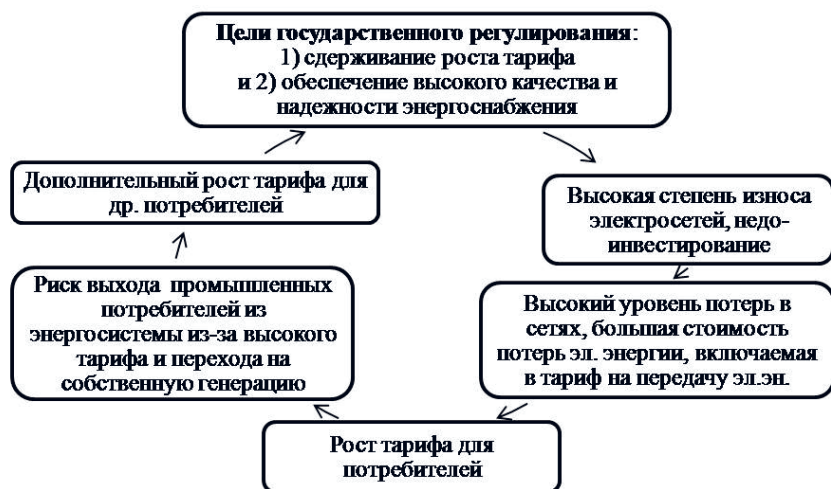 Цели государственного регулирования:
1) сдерживание роста тарифа
и 2) обеспечение высокого качества и
надежности энергоснабжения
Высокая степень износа
электросетей, недо-
инвестирование
Высокий уровень потерь в
сетях, большая стоимость
потерь эл. энергии, включаемая
в тариф на передачу эл.эн.
Рост тарифа для
потребителей
Риск выхода промышленных
потребителей из
энергосистемы из-за высокого
тарифа и перехода на
собственную генерацию
Дополнительный рост тарифа для
др. потребителей